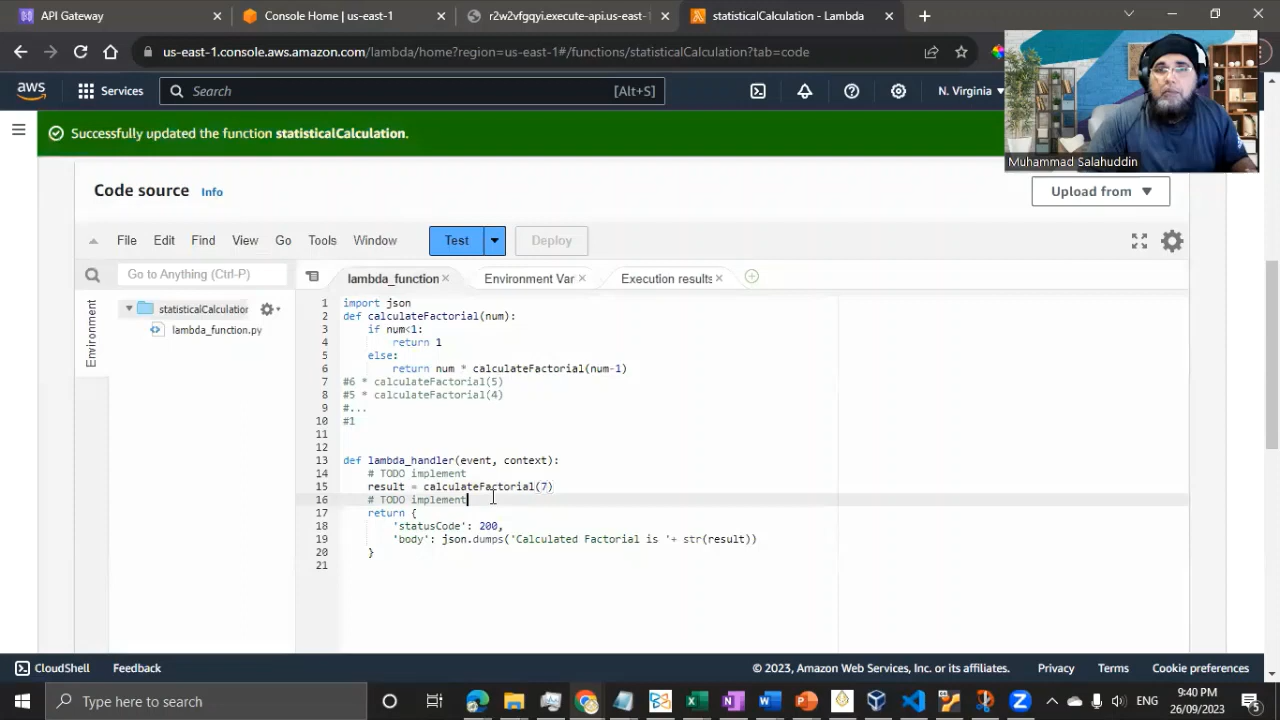 API Gateway
Console Home | us-east-1
r2wzjfgqyi.execute-api.us-east-
statisticalCalculation - Lambda
us-east-1.console.aws.amazon.com/lambda/home?region=us-east-1#/functions/statisticalCalculation?tab=code
aws
Services
Search
[Alt+S]
N. Virginia
Successfully updated the function statisticalCalculation.
Muhammad Salahuddin
Code source
Info
Upload from
File
Edit
Find
View
Go
Tools
Window
Test
Deploy
Go to Anything (Ctrl-P)
lambda_function
Environment Var
Execution results
Environment
statisticalCalculation
lambda_function.py
1 import json
2 def calculateFactorial(num):
3 if num<1:
4 return 1
5 else:
6 return num * calculateFactorial(num-1)
7 #6 * calculateFactorial(5)
8 #5 * calculateFactorial(4)
9 #...
10 #1
11
12
13 def lambda_handler(event, context):
14 # TODO implement
15 result = calculateFactorial(7)
16 # TODO implement
17 return {
18 'statusCode': 200,
19 'body': json.dumps('Calculated Factorial is '+ str(result))
20 }
21
CloudShell
Feedback
© 2023, Amazon Web Services, Inc. or its affiliates.
Privacy
Terms
Cookie preferences
Type here to search
ENG
9:40 PM
26/09/2023
5